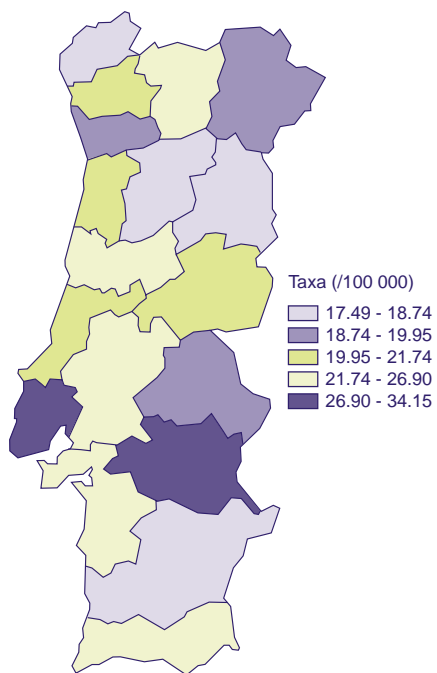 Taxa (/100 000)
17.49 - 18.74
18.74 - 19.95
19.95 - 21.74
21.74 - 26.90
26.90 - 34.15